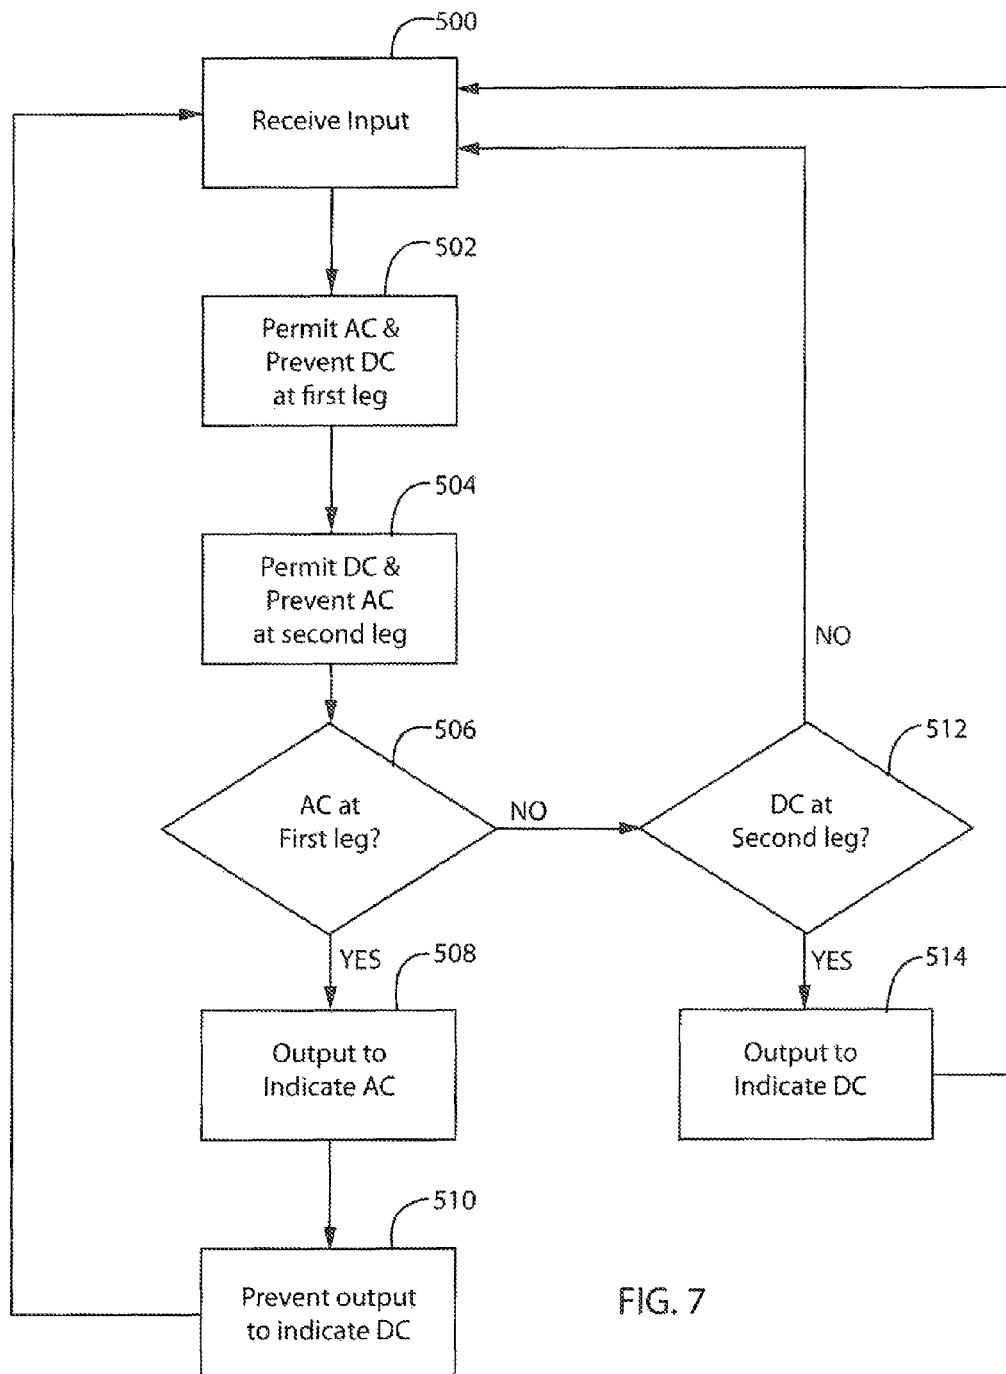 500
Receive Input
502
Permit AC &
Prevent DC
at first leg
504
Permit DC &
Prevent AC
at second leg
NO
506
AC at
First leg?
NO
512
DC at
Second leg?
YES
508
Output to
Indicate AC
YES
514
Output to
Indicate DC
510
Prevent output
to indicate DC
FIG. 7